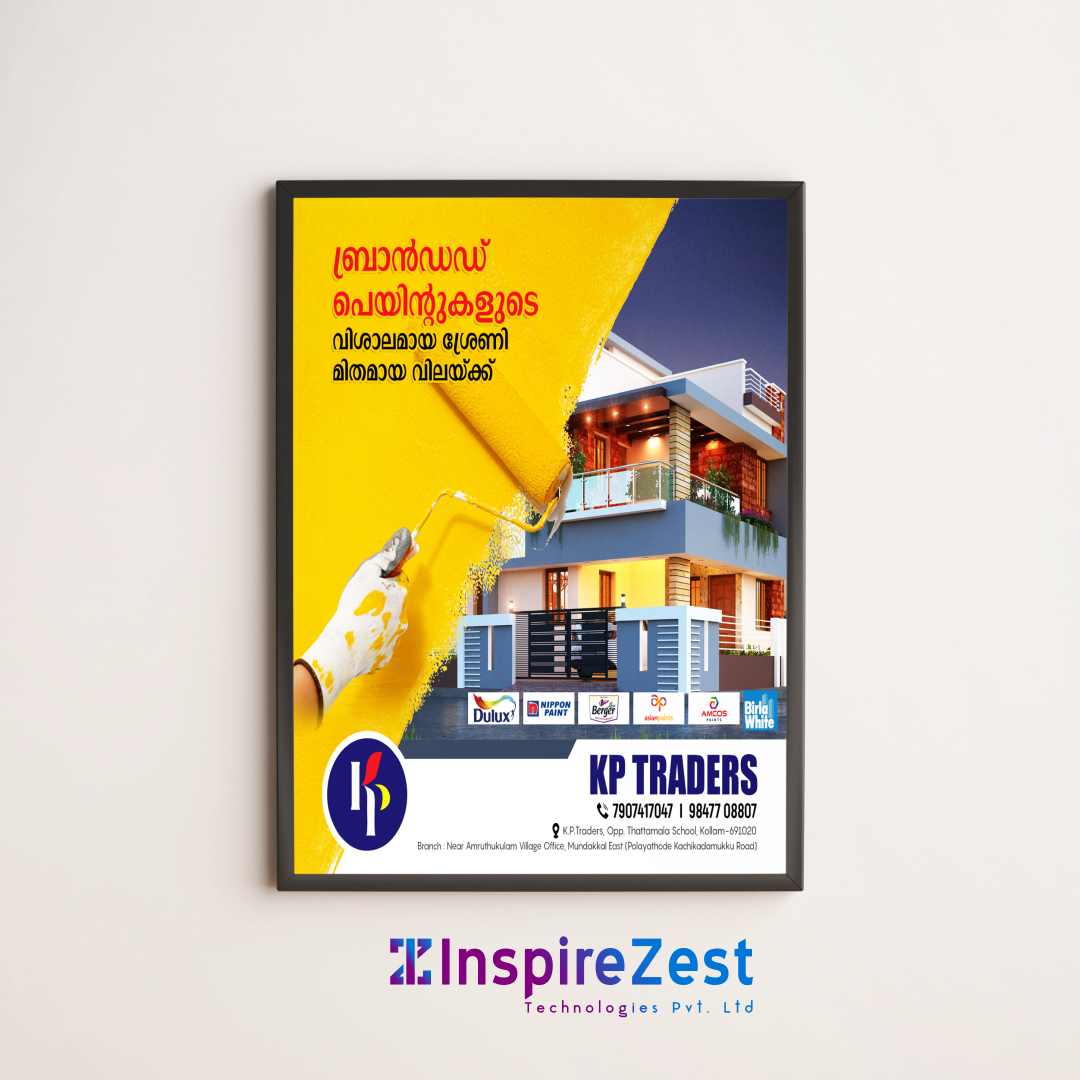 ബ്രാൻഡഡ്
പെയിന്റുകളുടെ
വിശാലമായ ശ്രേണി
മിതമായ വിലയ്ക്ക്
Dulux
NIPPON
PAINT
Berger
asianpaints
AMCOS
PAINTS
Birla
White
KP
KP TRADERS
7907417047 I 98477 08807
K.P.Traders, Opp. Thattamala School, Kollam-691020
Branch : Near Amruthukulam Village Office, Mundakkal East (Polayathode Kachikadamukku Road)
InspireZest
Technologies Pvt. Ltd